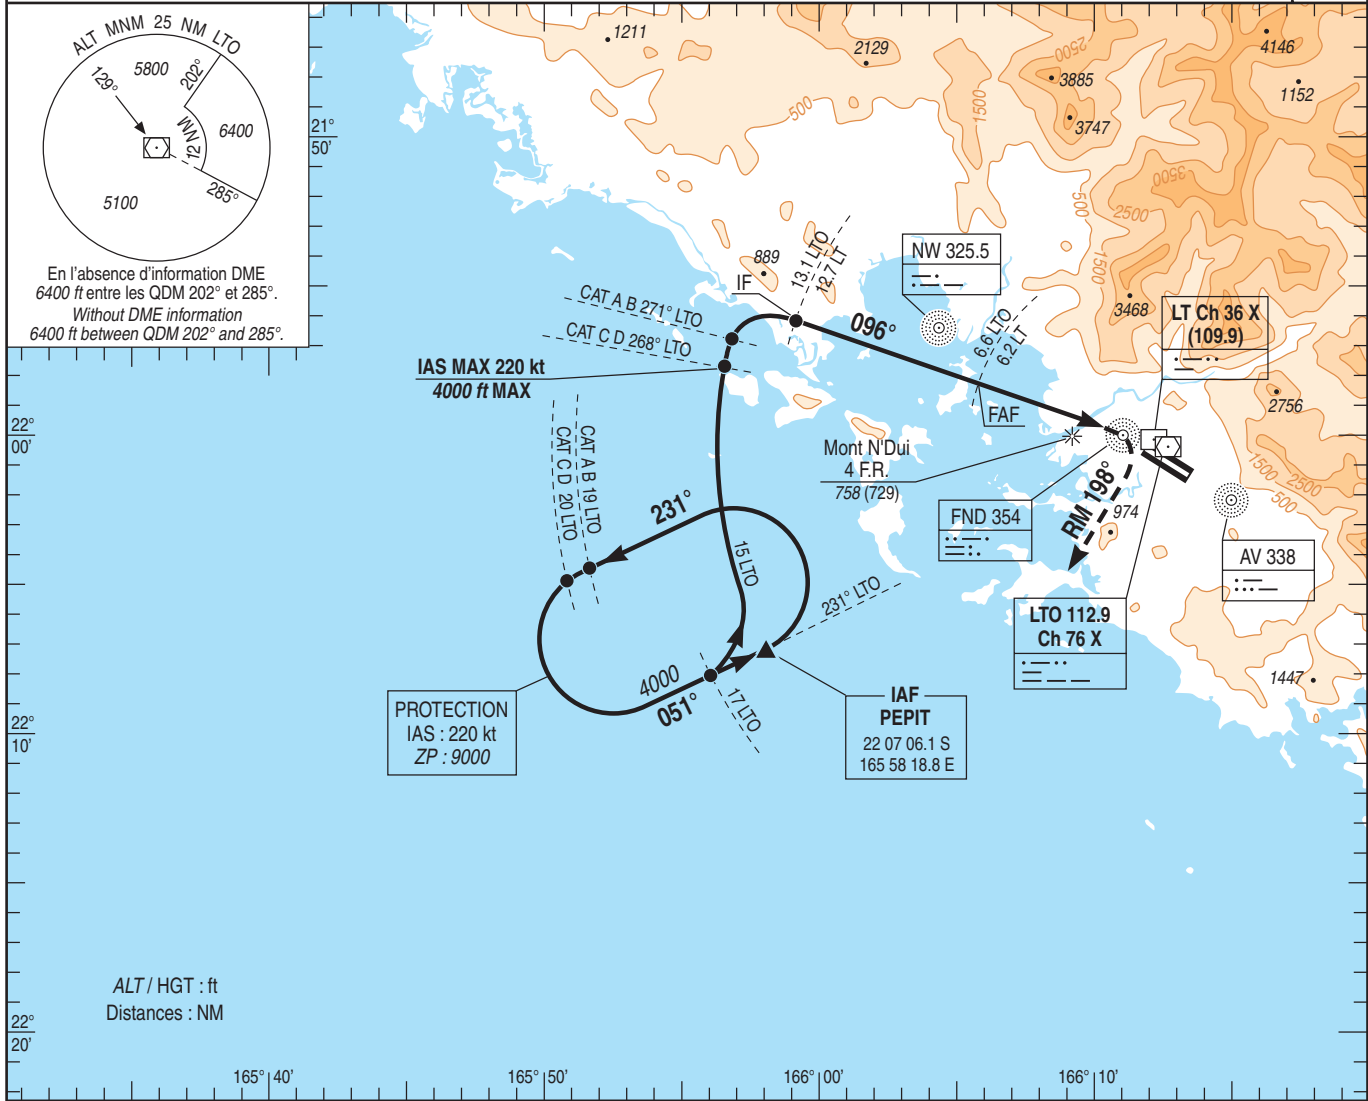 ALT MNM 25 NM LTO
5800
202°
129°
6400
12 NM
285°
5100
En l'absence d'information DME
6400 ft entre les QDM 202° et 285°.
Without DME information
6400 ft between QDM 202° and 285°.
21°
50'
1211
2129
500
1500
2500
3885
3747
4146
1152
3500
500
2500
1500
3468
889
IF
13.1 LTO
12.7 LT
NW 325.5
CAT A B 271° LTO
CAT C D 268° LTO
096°
6.6 LTO
6.2 LT
LT Ch 36 X
(109.9)
IAS MAX 220 kt
4000 ft MAX
FAF
2756
22°
00'
CAT C D 20 LTO
CAT A B 19 LTO
Mont N'Dui
4 F.R.
758 (729)
1500
2500
500
231°
FND 354
RM 198°
974
15 LTO
AV 338
231° LTO
LTO 112.9
Ch 76 X
4000
051°
17 LTO
1447
PROTECTION
IAS : 220 kt
ZP : 9000
IAF
PEPIT
22 07 06.1 S
165 58 18.8 E
22°
10'
ALT / HGT : ft
Distances : NM
22°
20'
165° 40'
165° 50'
166° 00'
166° 10'